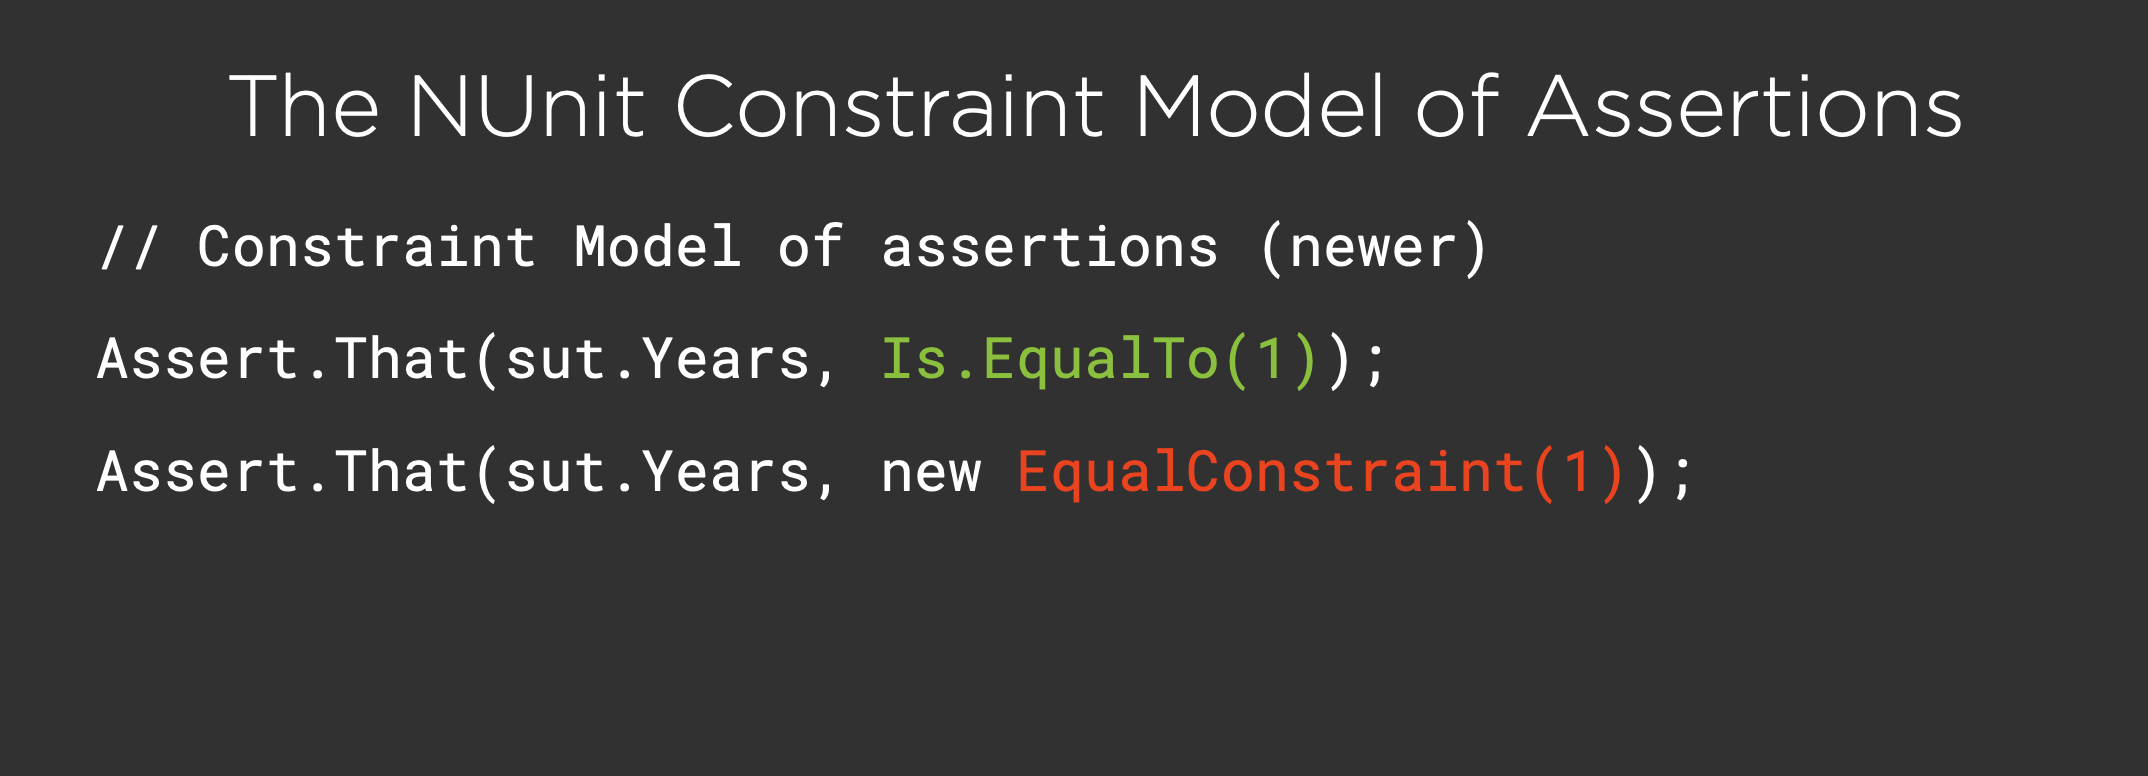 The NUnit Constraint Model of Assertions
// Constraint Model of assertions (newer)
Assert.That(sut.Years, Is.EqualTo(1));
Assert.That(sut.Years, new EqualConstraint(1));